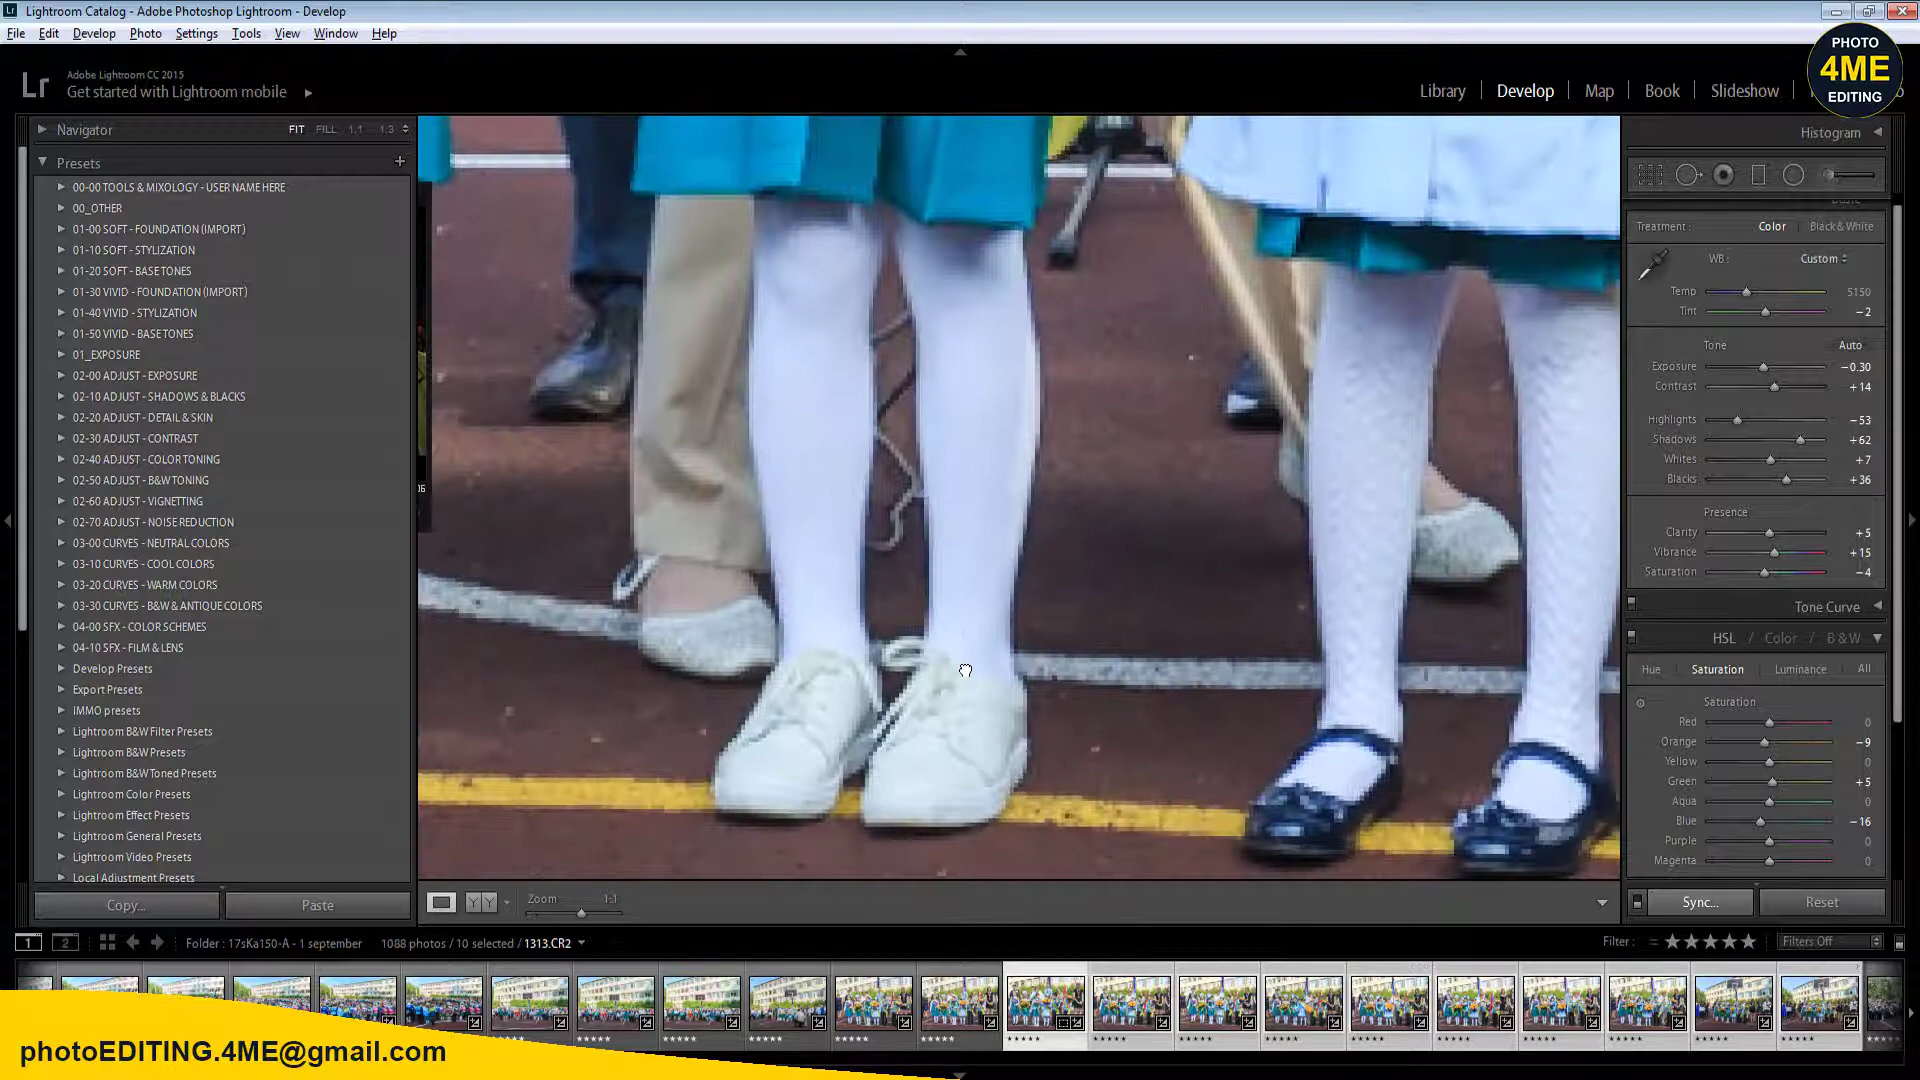 Lightroom Catalog - Adobe Photoshop Lightroom - Develop
File Edit Develop Photo Settings Tools View Window Help
PHOTO
4ME
EDITING
Lr
Adobe Lightroom CC 2015
Get started with Lightroom mobile
Library Develop Map Book Slideshow
Navigator FIT FILL 1:1 1:3
Presets +
00-00 TOOLS & MIXOLOGY - USER NAME HERE
00_OTHER
01-00 SOFT - FOUNDATION (IMPORT)
01-10 SOFT - STYLIZATION
01-20 SOFT - BASE TONES
01-30 VIVID - FOUNDATION (IMPORT)
01-40 VIVID - STYLIZATION
01-50 VIVID - BASE TONES
01_EXPOSURE
02-00 ADJUST - EXPOSURE
02-10 ADJUST - SHADOWS & BLACKS
02-20 ADJUST - DETAIL & SKIN
02-30 ADJUST - CONTRAST
02-40 ADJUST - COLOR TONING
02-50 ADJUST - B&W TONING
02-60 ADJUST - VIGNETTING
02-70 ADJUST - NOISE REDUCTION
03-00 CURVES - NEUTRAL COLORS
03-10 CURVES - COOL COLORS
03-20 CURVES - WARM COLORS
03-30 CURVES - B&W & ANTIQUE COLORS
04-00 SFX - COLOR SCHEMES
04-10 SFX - FILM & LENS
Develop Presets
Export Presets
IMMO presets
Lightroom B&W Filter Presets
Lightroom B&W Presets
Lightroom B&W Toned Presets
Lightroom Color Presets
Lightroom Effect Presets
Lightroom General Presets
Lightroom Video Presets
Local Adjustment Presets
Copy... Paste
Zoom 1:1
Histogram
Treatment : Color Black & White
WB : Custom
Temp 5150
Tint -2
Tone Auto
Exposure -0.30
Contrast +14
Highlights -53
Shadows +62
Whites +7
Blacks +36
Presence
Clarity +5
Vibrance +15
Saturation -4
Tone Curve
HSL / Color / B & W
Hue Saturation Luminance All
Saturation
Red 0
Orange -9
Yellow 0
Green +5
Aqua 0
Blue -16
Purple 0
Magenta 0
Sync... Reset
1 2 Folder : 17sKa150-A - 1 september 1088 photos / 10 selected / 1313.CR2
Filter : Filters Off
photoEDITING.4ME@gmail.com